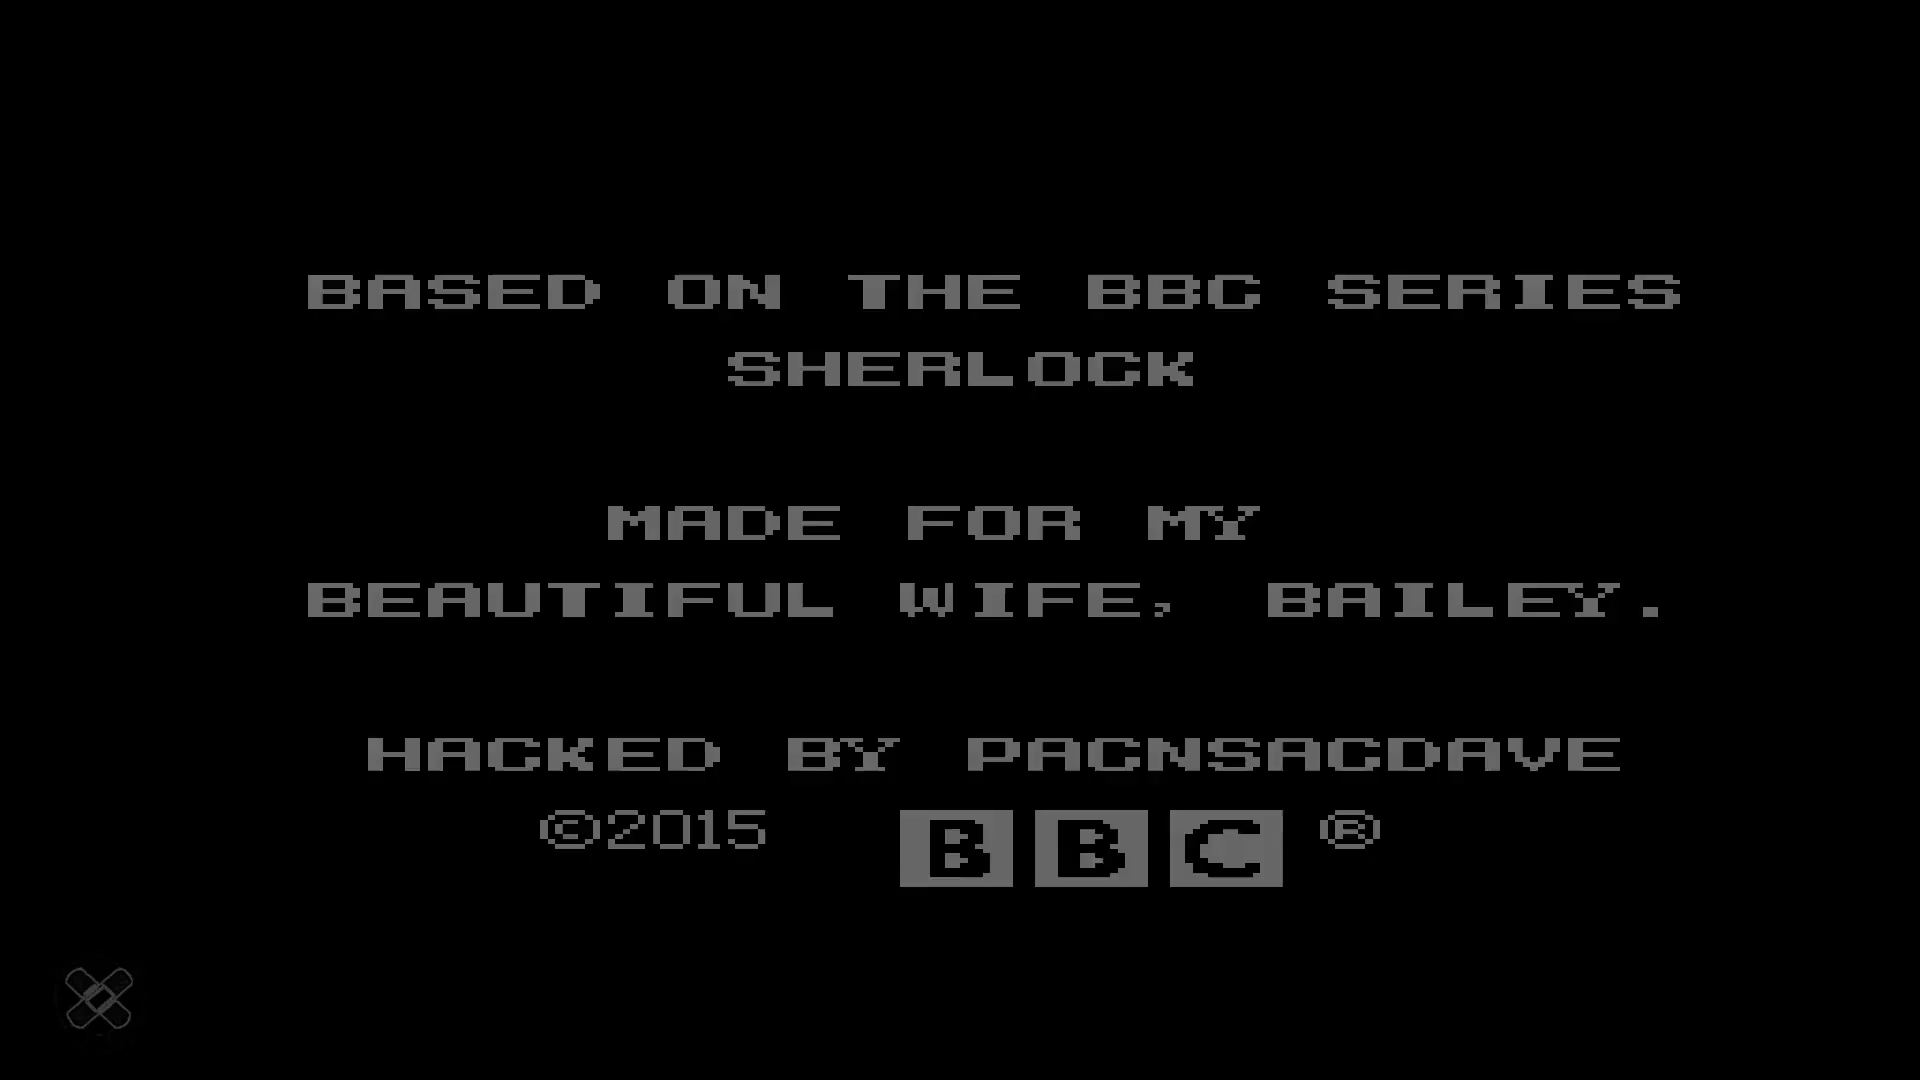 BASED ON THE BBC SERIES
SHERLOCK
MADE FOR MY
BEAUTIFUL WIFE, BAILEY.
HACKED BY PACNSACDAVE
©2015 BBC ®